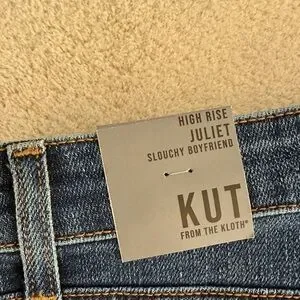 HIGH RISE
JULIET
SLOUCHY BOYFRIEND
KUT
FROM THE KLOTH®